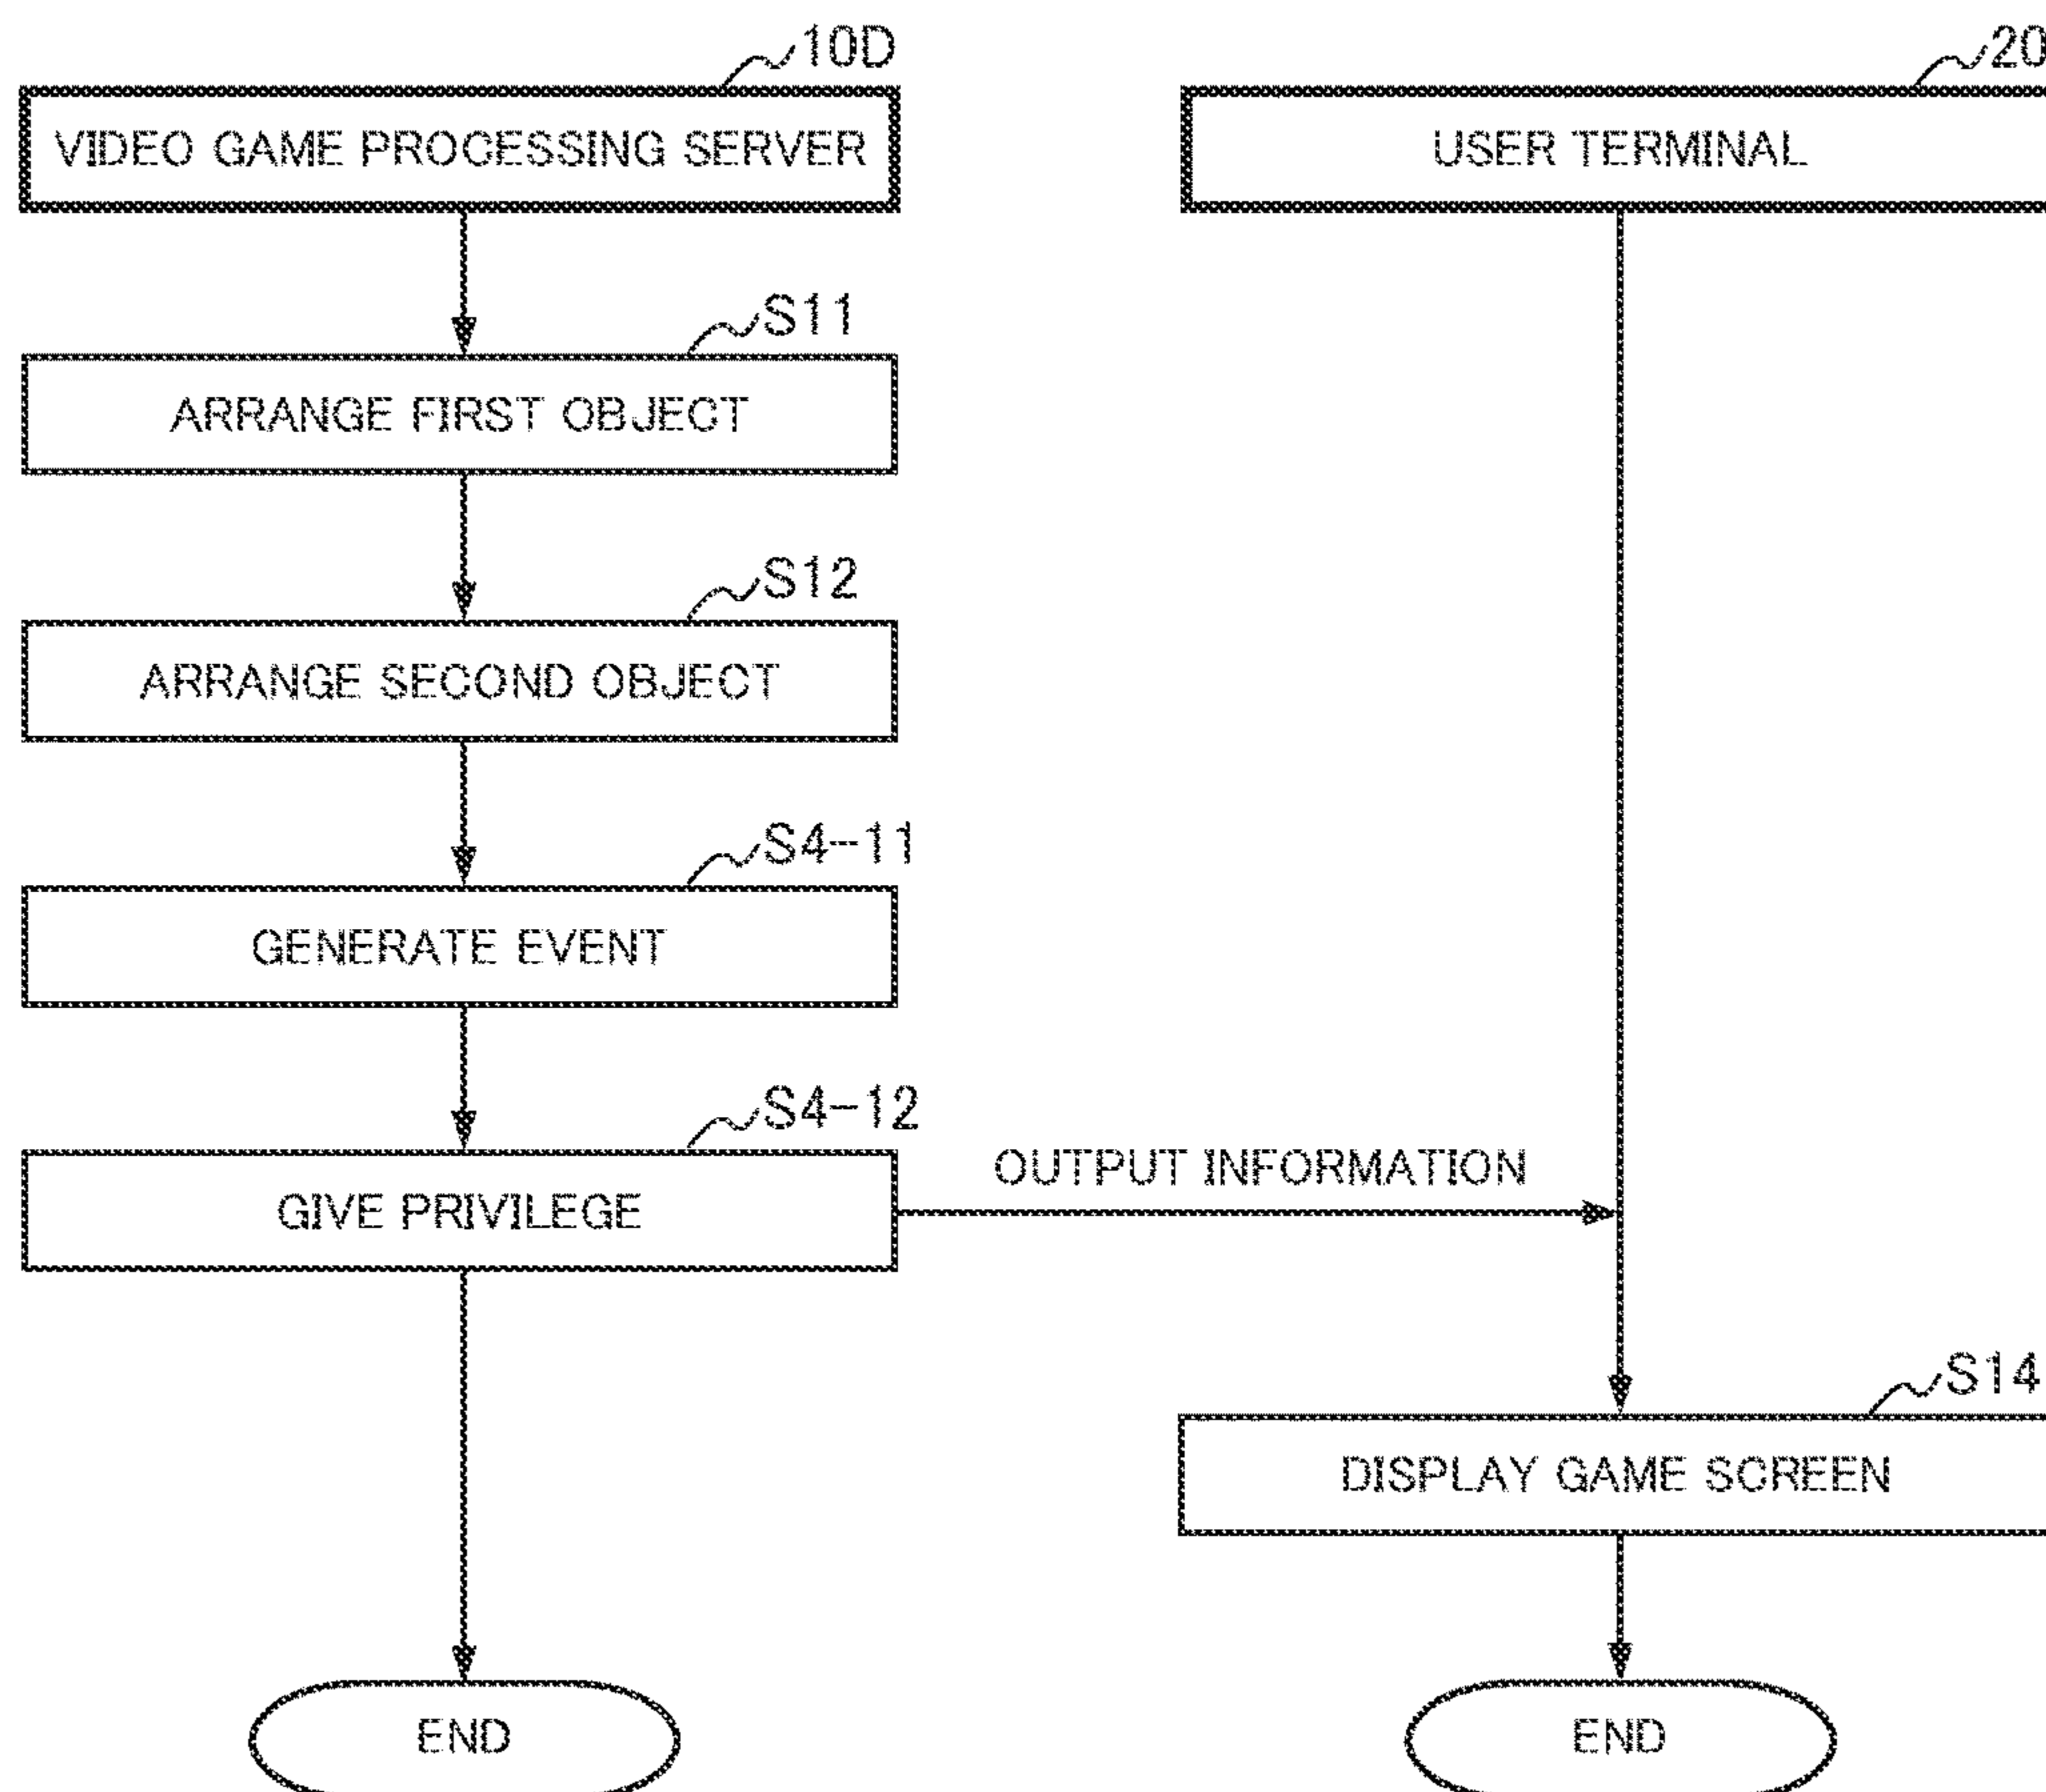 10D
VIDEO GAME PROCESSING SERVER
20
USER TERMINAL
S11
ARRANGE FIRST OBJECT
S12
ARRANGE SECOND OBJECT
S4-11
GENERATE EVENT
S4-12
GIVE PRIVILEGE
OUTPUT INFORMATION
S14
DISPLAY GAME SCREEN
END
END